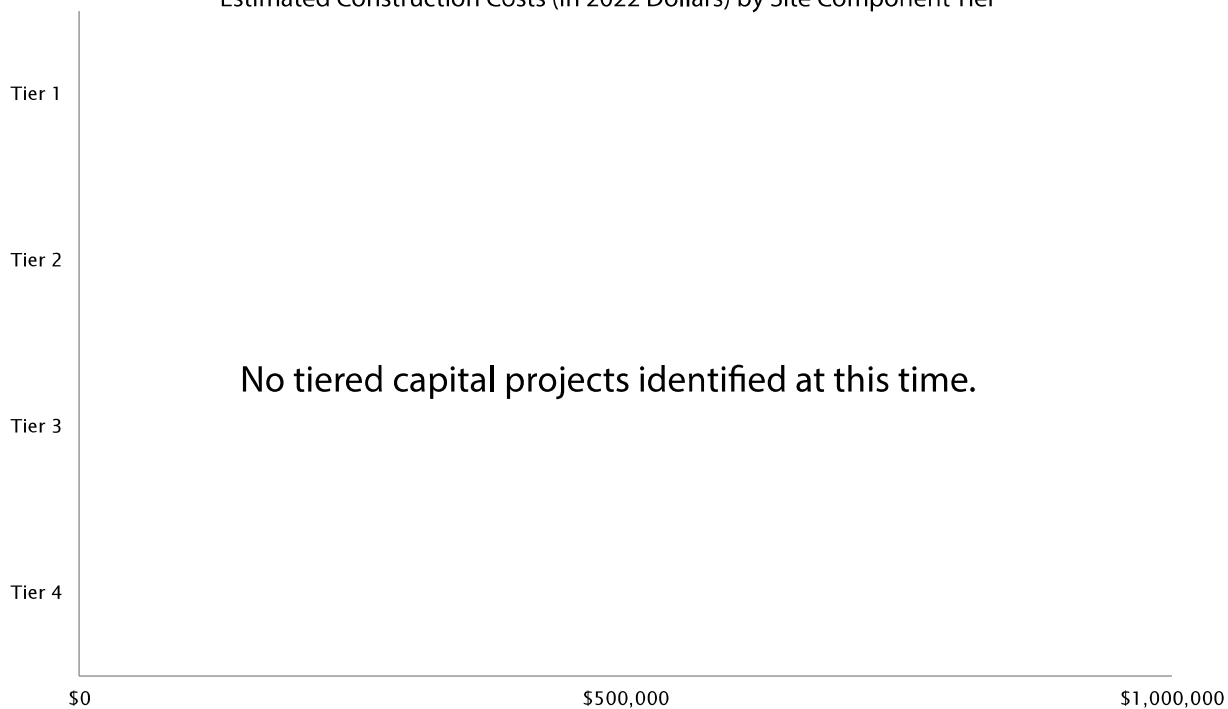 Estimated Construction Costs (in 2022 Dollars) by Site Component Tier
Tier 1
Tier 2
No tiered capital projects identified at this time.
Tier 3
Tier 4
$0 $500,000 $1,000,000